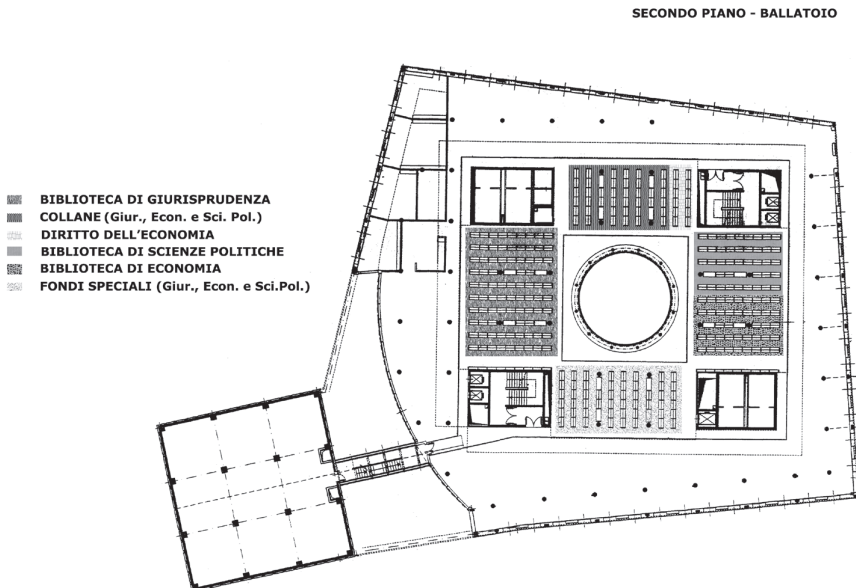 SECONDO PIANO - BALLATOIO
BIBLIOTECA DI GIURISPRUDENZA
COLLANE (Giur., Econ. e Sci. Pol.)
DIRITTO DELL'ECONOMIA
BIBLIOTECA DI SCIENZE POLITICHE
BIBLIOTECA DI ECONOMIA
FONDI SPECIALI (Giur., Econ. e Sci.Pol.)